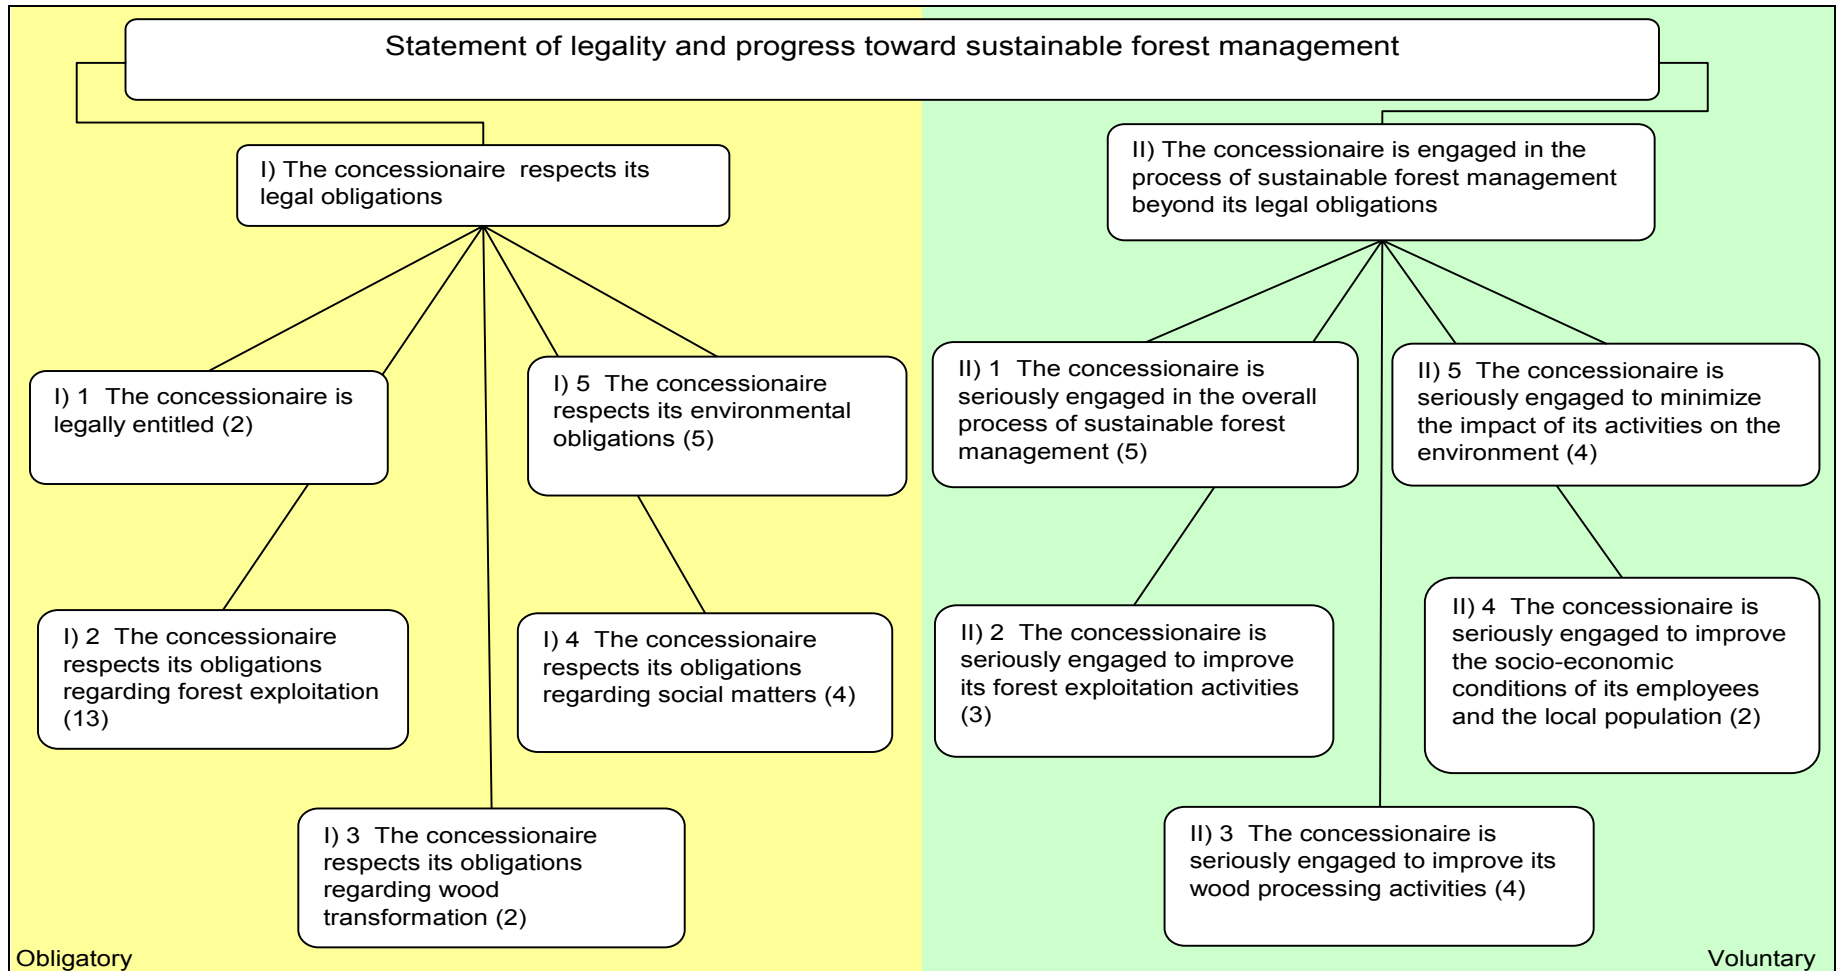 Statement of legality and progress toward sustainable forest management
I) The concessionaire respects its
legal obligations
II) The concessionaire is engaged in the
process of sustainable forest management
beyond its legal obligations
I) 1 The concessionaire is
legally entitled (2)
I) 5 The concessionaire
respects its environmental
obligations (5)
II) 1 The concessionaire is
seriously engaged in the overall
process of sustainable forest
management (5)
II) 5 The concessionaire is
seriously engaged to minimize
the impact of its activities on the
environment (4)
I) 2 The concessionaire
respects its obligations
regarding forest exploitation
(13)
I) 4 The concessionaire
respects its obligations
regarding social matters (4)
II) 2 The concessionaire is
seriously engaged to improve
its forest exploitation activities
(3)
II) 4 The concessionaire is
seriously engaged to improve
the socio-economic
conditions of its employees
and the local population (2)
I) 3 The concessionaire
respects its obligations
regarding wood
transformation (2)
II) 3 The concessionaire is
seriously engaged to improve its
wood processing activities (4)
Obligatory
Voluntary